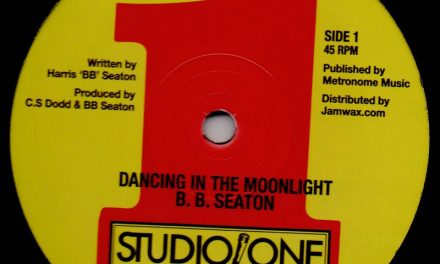 Written by
Harris 'BB' Seaton
Produced by
C.S Dodd & BB Seaton
SIDE 1
45 RPM
Published by
Metronome Music
Distributed by
Jamwax.com
1
DANCING IN THE MOONLIGHT
B. B. SEATON
STUDIO ONE